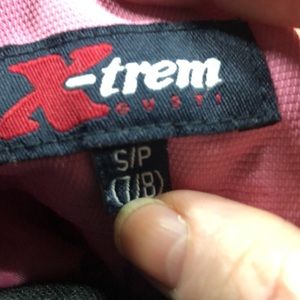 X-trem
GUSTI
S/P
(7/8)